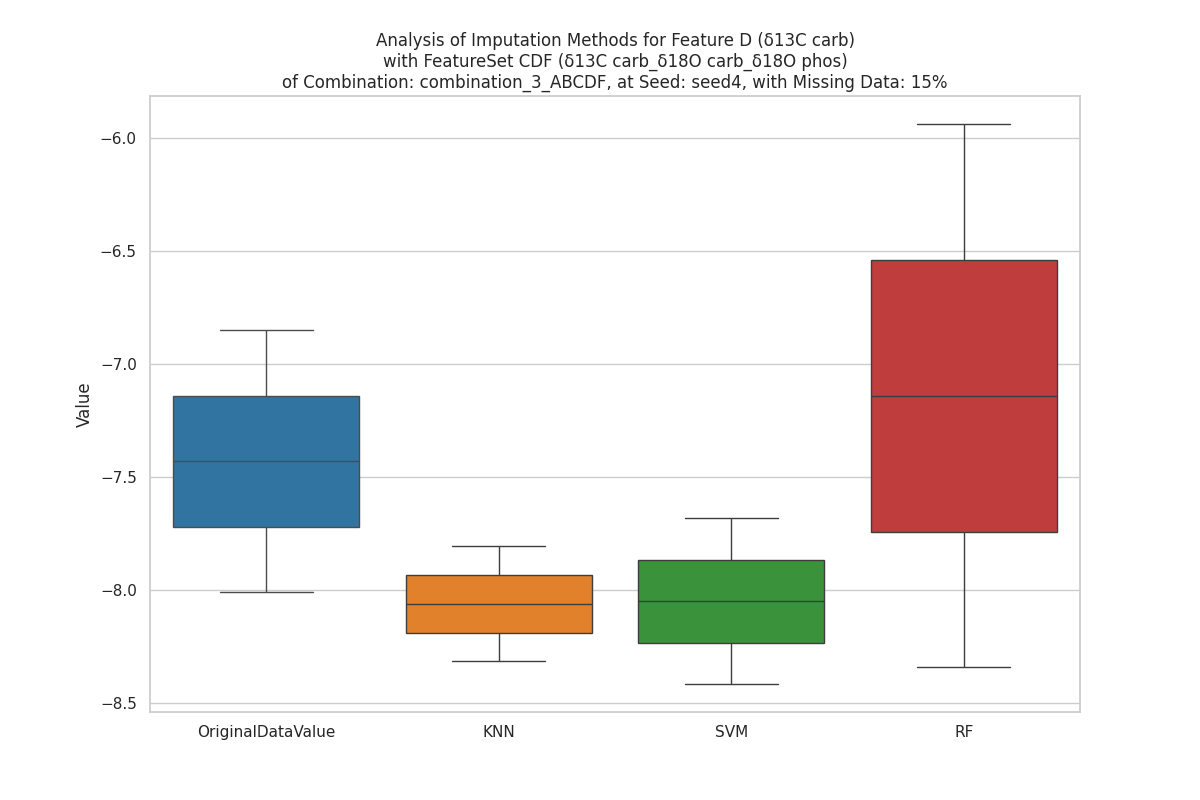 Analysis of Imputation Methods for Feature D (δ13C carb)
with FeatureSet CDF (δ13C carb_δ18O carb_δ18O phos)
of Combination: combination_3_ABCDF, at Seed: seed4, with Missing Data: 15%
−6.0
−6.5
−7.0
−7.5
−8.0
−8.5
Value
OriginalDataValue
KNN
SVM
RF